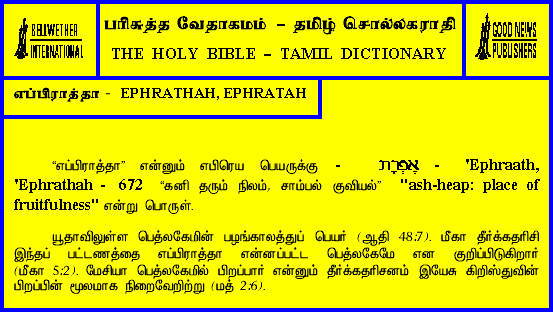 BELLWETHER
INTERNATIONAL
பரிசுத்த வேதாகமம் – தமிழ் சொல்லகராதி
THE HOLY BIBLE – TAMIL DICTIONARY
GOOD NEWS
PUBLISHERS
எப்பிராத்தா - EPHRATHAH, EPHRATAH
“எப்பிராத்தா” என்னும் எபிரெய பெயருக்கு - אֶפְרָת - 'Ephraath,
'Ephrathah - 672 “கனி தரும் நிலம், சாம்பல் குவியல்” "ash-heap: place of
fruitfulness" என்று பொருள்.
யூதாவிலுள்ள பெத்லகேமின் பழங்காலத்துப் பெயர் (ஆதி 48:7). மீகா தீர்க்கதரிசி
இந்தப் பட்டணத்தை எப்பிராத்தா என்னப்பட்ட பெத்லகேமே என குறிப்பிடுகிறார்
(மீகா 5:2). மேசியா பெத்லகேமில் பிறப்பார் என்னும் தீர்க்கதரிசனம் இயேசு கிறிஸ்துவின்
பிறப்பின் மூலமாக நிறைவேறிற்று (மத் 2:6).